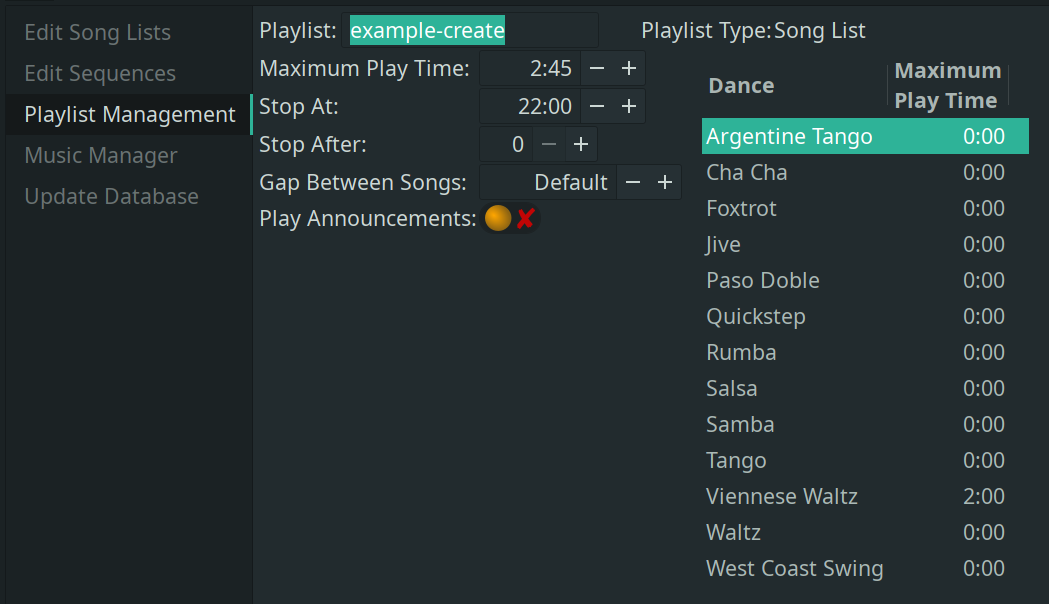 Edit Song Lists
Edit Sequences
Playlist Management
Music Manager
Update Database
Playlist: example-create
Maximum Play Time: 2:45 − +
Stop At: 22:00 − +
Stop After: 0 − +
Gap Between Songs: Default − +
Play Announcements: ✘
Playlist Type: Song List
Dance Maximum
Play Time
Argentine Tango 0:00
Cha Cha 0:00
Foxtrot 0:00
Jive 0:00
Paso Doble 0:00
Quickstep 0:00
Rumba 0:00
Salsa 0:00
Samba 0:00
Tango 0:00
Viennese Waltz 2:00
Waltz 0:00
West Coast Swing 0:00